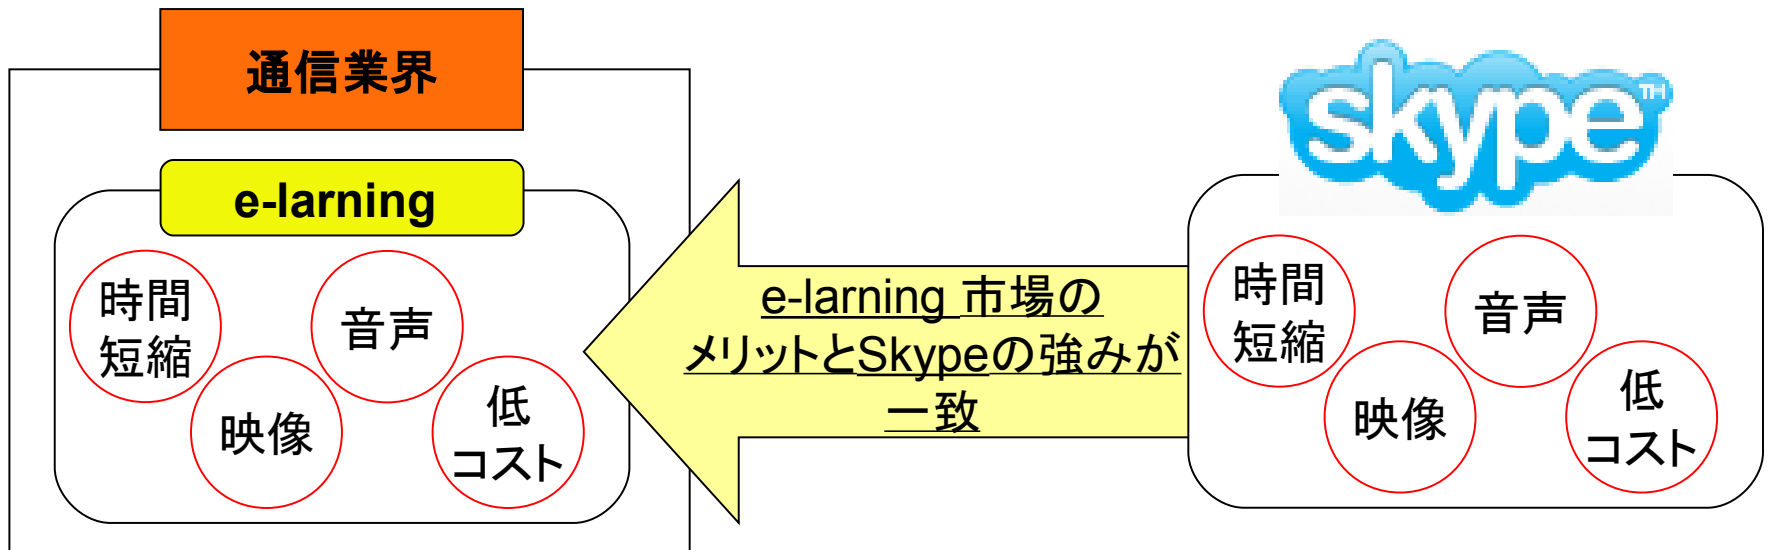 通信業界
e-larning
時間
短縮
音声
映像
低
コスト
e-larning 市場の
メリットとSkypeの強みが
一致
skype
TM
時間
短縮
音声
映像
低
コスト